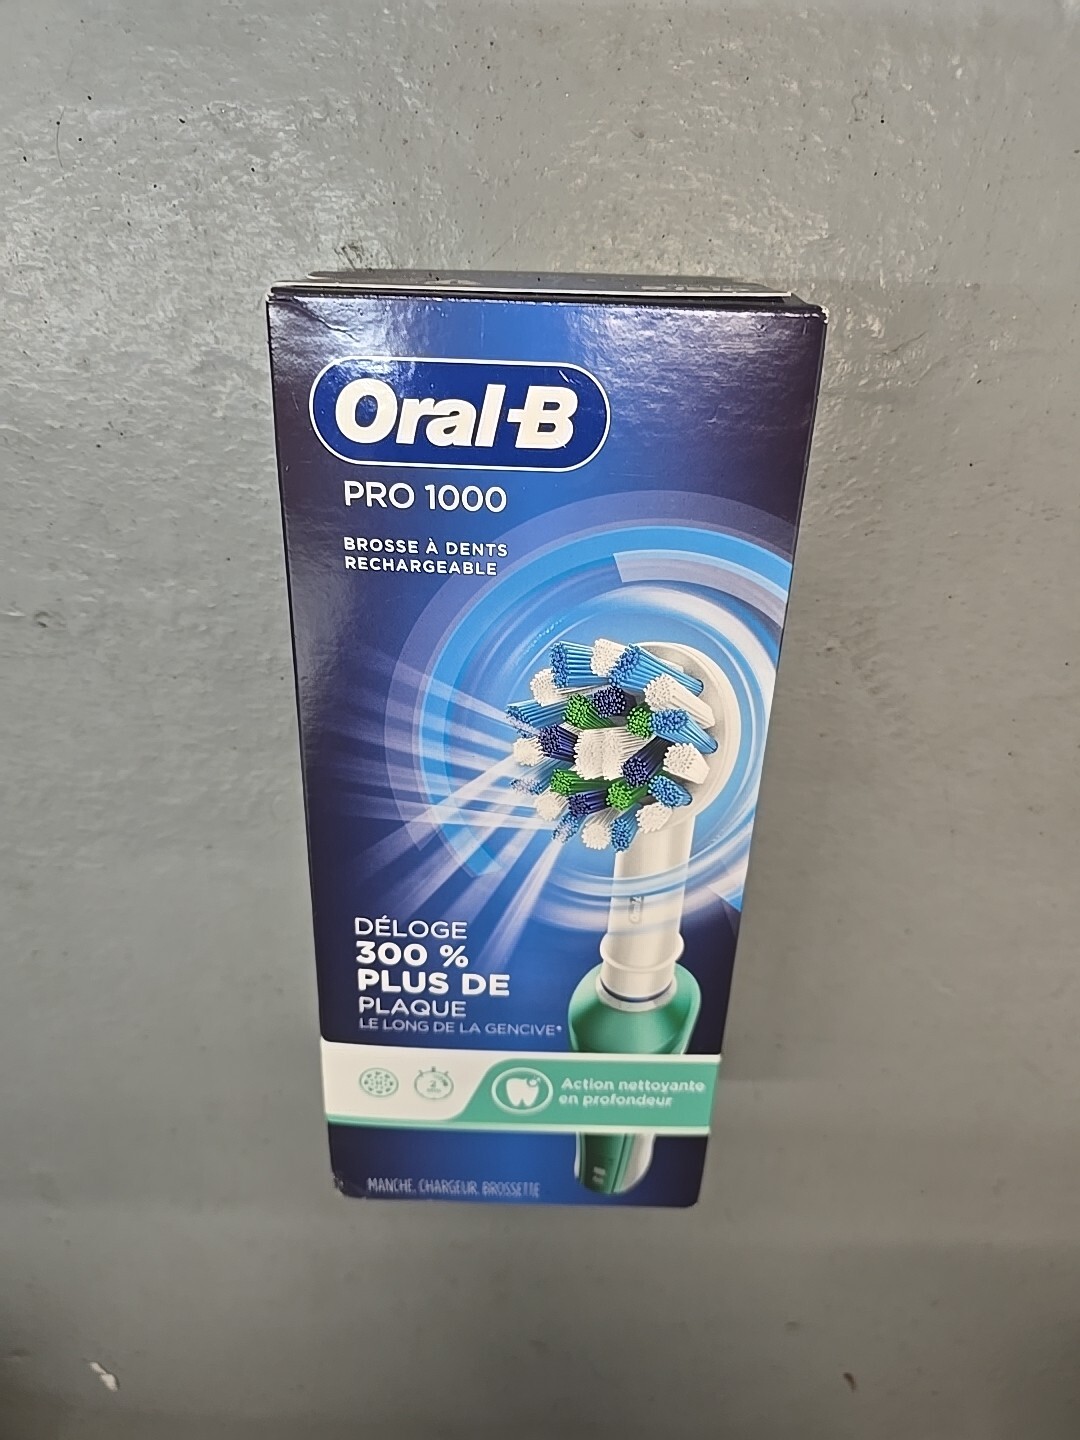 Oral-B
PRO 1000
BROSSE À DENTS
RECHARGEABLE
DÉLOGE
300 %
PLUS DE
PLAQUE
LE LONG DE LA GENCIVE*
2
Action nettoyante
en profondeur
MANCHE, CHARGEUR, BROSSETTE